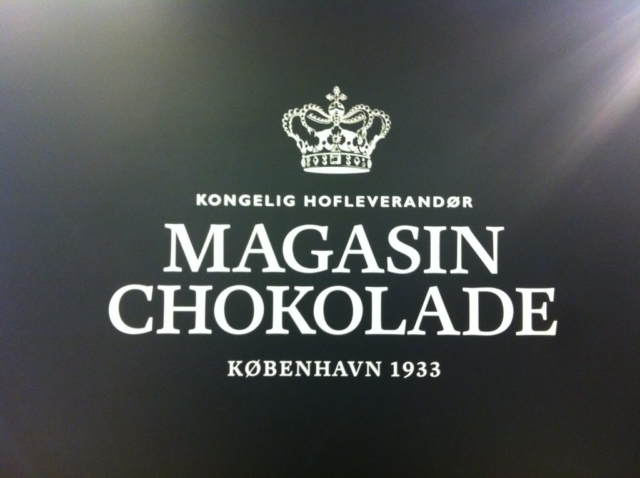 KONGELIG HOFLEVERANDØR
MAGASIN
CHOKOLADE
KØBENHAVN 1933